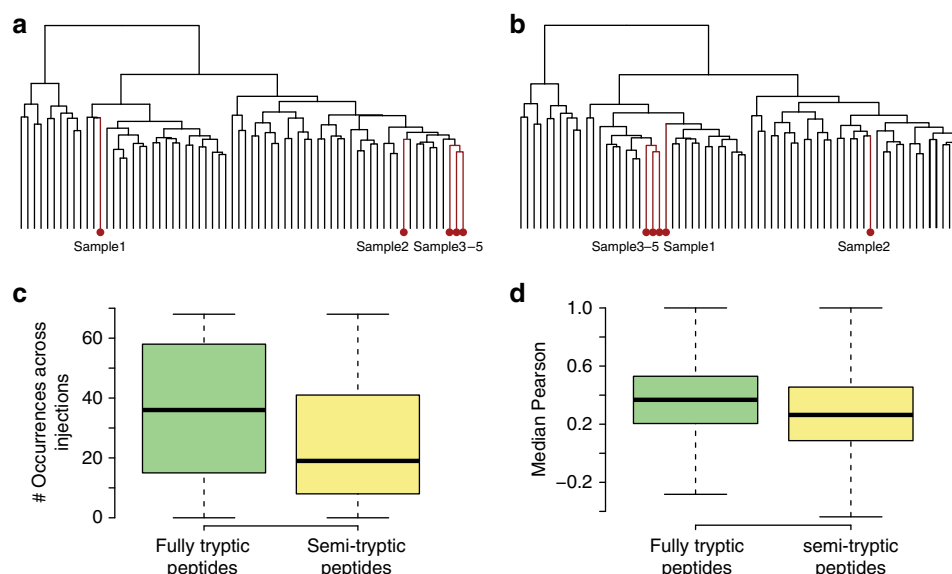 a
b
Sample1
Sample2
Sample3–5
Sample3–5
Sample1
Sample2
c
# Occurrences across
injections
60
40
20
0
Fully tryptic
peptides
Semi-tryptic
peptides
d
Median Pearson
1.0
0.6
0.2
−0.2
Fully tryptic
peptides
semi-tryptic
peptides